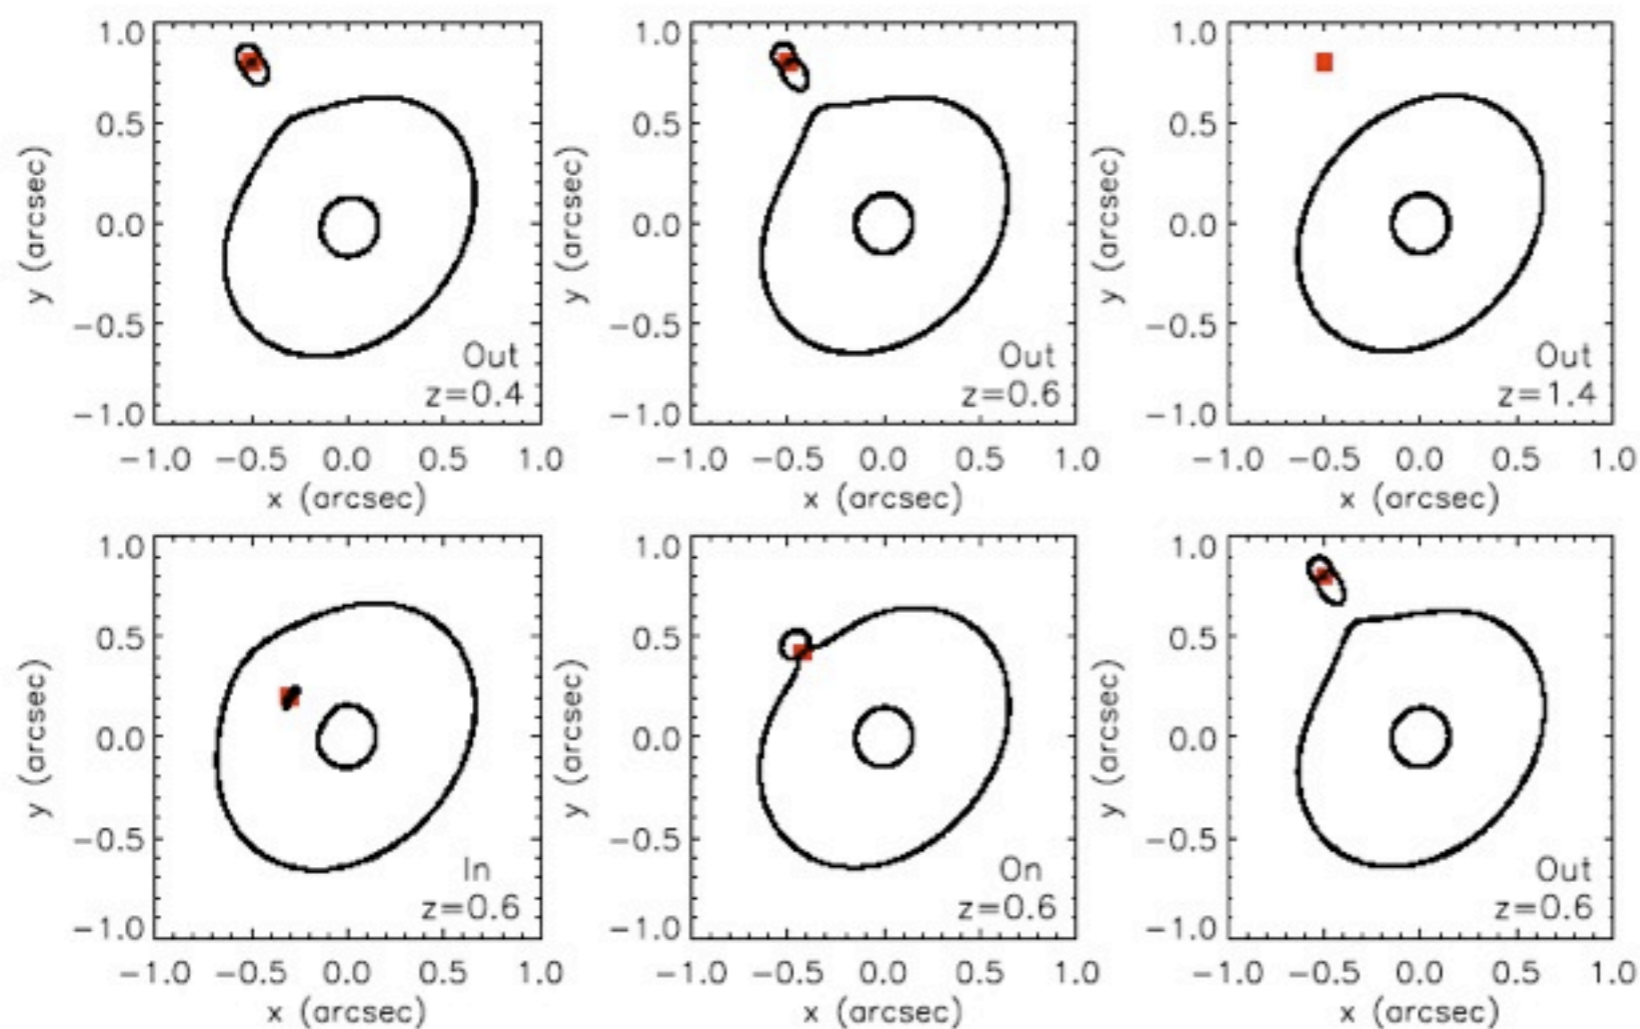 1.0 1.0 1.0
0.5 0.5 0.5
0.0 0.0 0.0
−0.5 −0.5 −0.5
−1.0 −1.0 −1.0
y (arcsec) y (arcsec) y (arcsec)
Out Out Out
z=0.4 z=0.6 z=1.4
−1.0 −0.5 0.0 0.5 1.0 −1.0 −0.5 0.0 0.5 1.0 −1.0 −0.5 0.0 0.5 1.0
x (arcsec) x (arcsec) x (arcsec)
1.0 1.0 1.0
0.5 0.5 0.5
0.0 0.0 0.0
−0.5 −0.5 −0.5
−1.0 −1.0 −1.0
y (arcsec) y (arcsec) y (arcsec)
In On Out
z=0.6 z=0.6 z=0.6
−1.0 −0.5 0.0 0.5 1.0 −1.0 −0.5 0.0 0.5 1.0 −1.0 −0.5 0.0 0.5 1.0
x (arcsec) x (arcsec) x (arcsec)